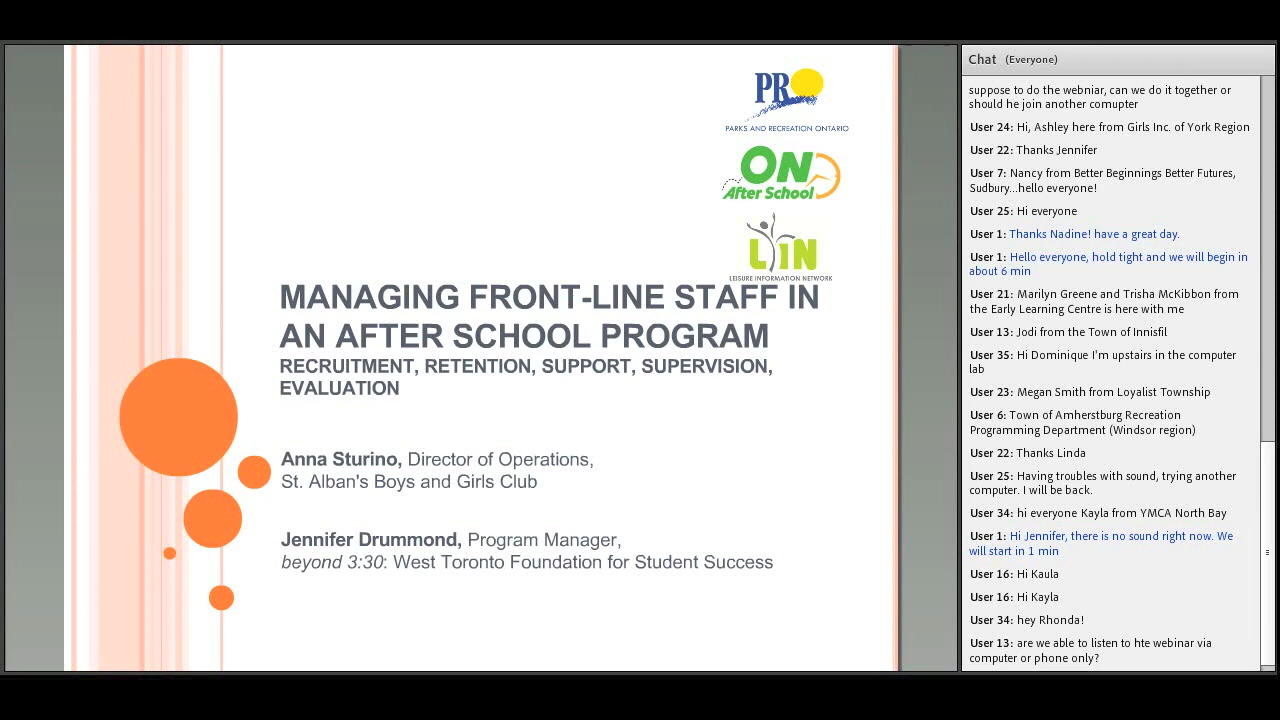 PRO
PARKS AND RECREATION ONTARIO
ON
After School
LIN
LEISURE INFORMATION NETWORK
MANAGING FRONT-LINE STAFF IN
AN AFTER SCHOOL PROGRAM
RECRUITMENT, RETENTION, SUPPORT, SUPERVISION,
EVALUATION
Anna Sturino, Director of Operations,
St. Alban's Boys and Girls Club
Jennifer Drummond, Program Manager,
beyond 3:30: West Toronto Foundation for Student Success
Chat (Everyone)
suppose to do the webniar, can we do it together or
should he join another comupter
User 24: Hi, Ashley here from Girls Inc. of York Region
User 22: Thanks Jennifer
User 7: Nancy from Better Beginnings Better Futures,
Sudbury...hello everyone!
User 25: Hi everyone
User 1: Thanks Nadine! have a great day.
User 1: Hello everyone, hold tight and we will begin in
about 6 min
User 21: Marilyn Greene and Trisha McKibbon from
the Early Learning Centre is here with me
User 13: Jodi from the Town of Innisfil
User 35: Hi Dominique I'm upstairs in the computer
lab
User 23: Megan Smith from Loyalist Township
User 6: Town of Amherstburg Recreation
Programming Department (Windsor region)
User 22: Thanks Linda
User 25: Having troubles with sound, trying another
computer. I will be back.
User 34: hi everyone Kayla from YMCA North Bay
User 1: Hi Jennifer, there is no sound right now. We
will start in 1 min
User 16: Hi Kaula
User 16: Hi Kayla
User 34: hey Rhonda!
User 13: are we able to listen to hte webinar via
computer or phone only?